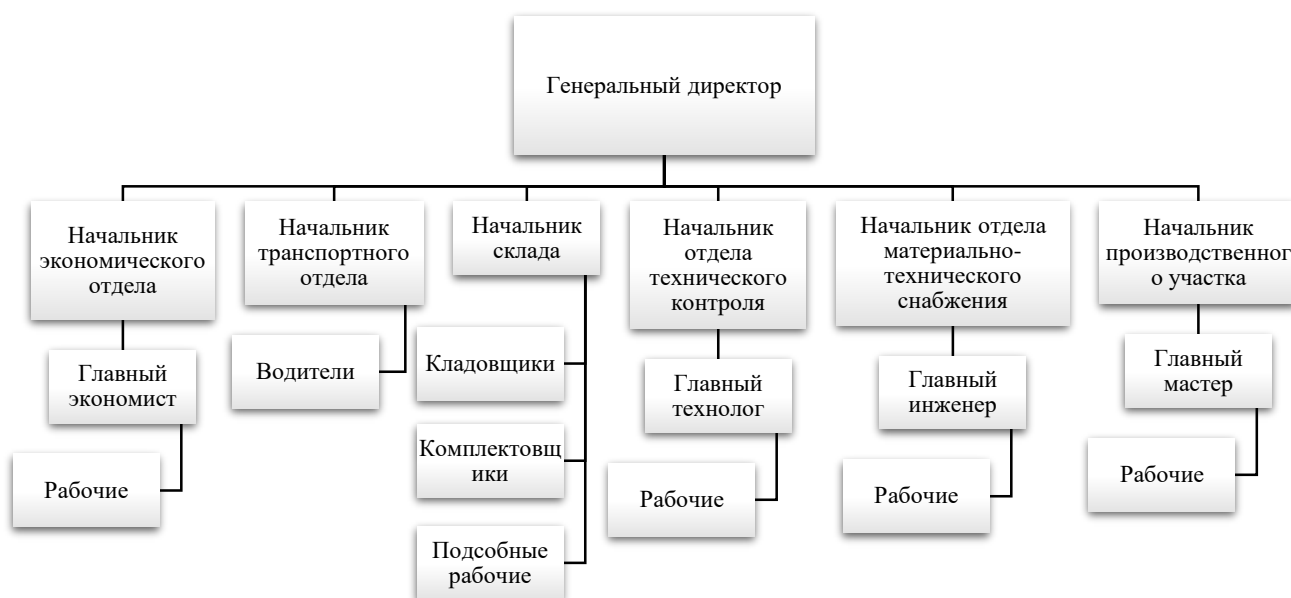 Генеральный директор
Начальник
экономического
отдела
Начальник
транспортного
отдела
Начальник
склада
Начальник
отдела
технического
контроля
Начальник отдела
материально-
технического
снабжения
Начальник
производственног
о участка
Главный
экономист
Водители
Кладовщики
Главный
технолог
Главный
инженер
Главный
мастер
Рабочие
Комплектовщ
ики
Рабочие
Рабочие
Рабочие
Подсобные
рабочие